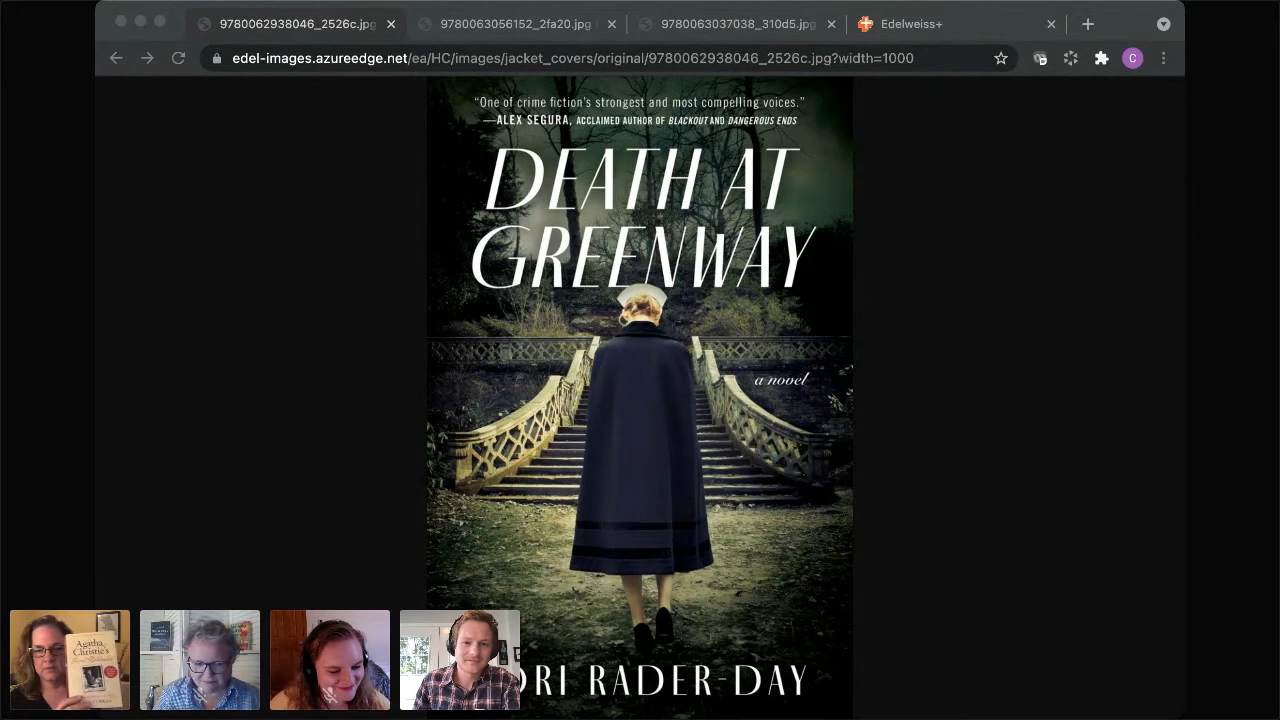 9780062938046_2526c.jpg
9780063056152_2fa20.jpg (
9780063037038_310d5.jpg
Edelweiss+
edel-images.azureedge.net/ea/HC/images/jacket_covers/original/9780062938046_2526c.jpg?width=1000
C
“One of crime fiction’s strongest and most compelling voices.”
—ALEX SEGURA, ACCLAIMED AUTHOR OF BLACKOUT AND DANGEROUS ENDS
DEATH AT
GREENWAY
a novel
ORI RADER-DAY
Agatha
Christie's